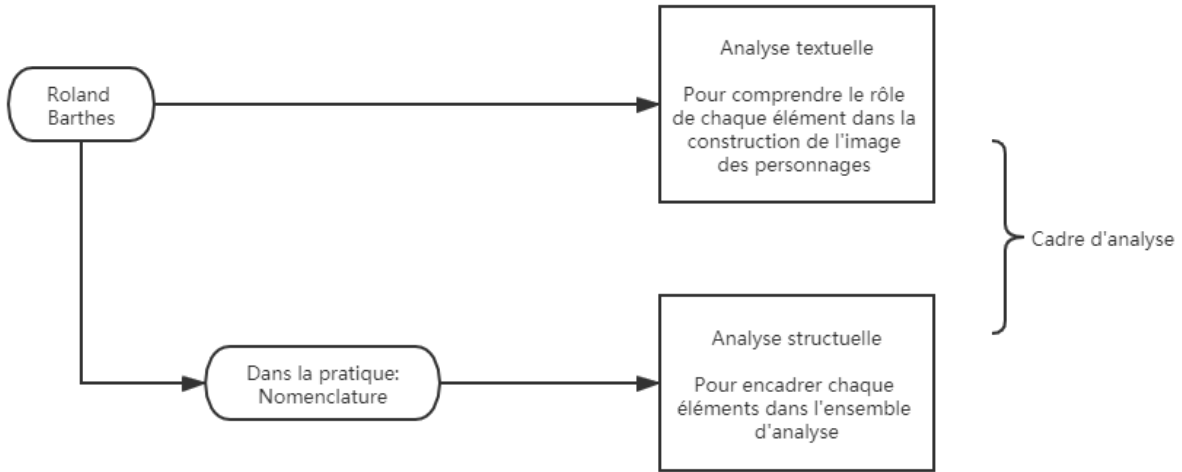 Roland
Barthes
Analyse textuelle
Pour comprendre le rôle
de chaque élément dans la
construction de l'image
des personnages
Cadre d'analyse
Dans la pratique:
Nomenclature
Analyse structuelle
Pour encadrer chaque
éléments dans l'ensemble
d'analyse